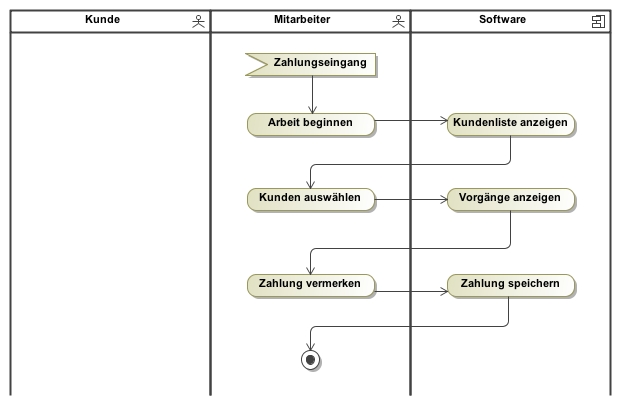 Kunde
Mitarbeiter
Software
Zahlungseingang
Arbeit beginnen
Kundenliste anzeigen
Kunden auswählen
Vorgänge anzeigen
Zahlung vermerken
Zahlung speichern